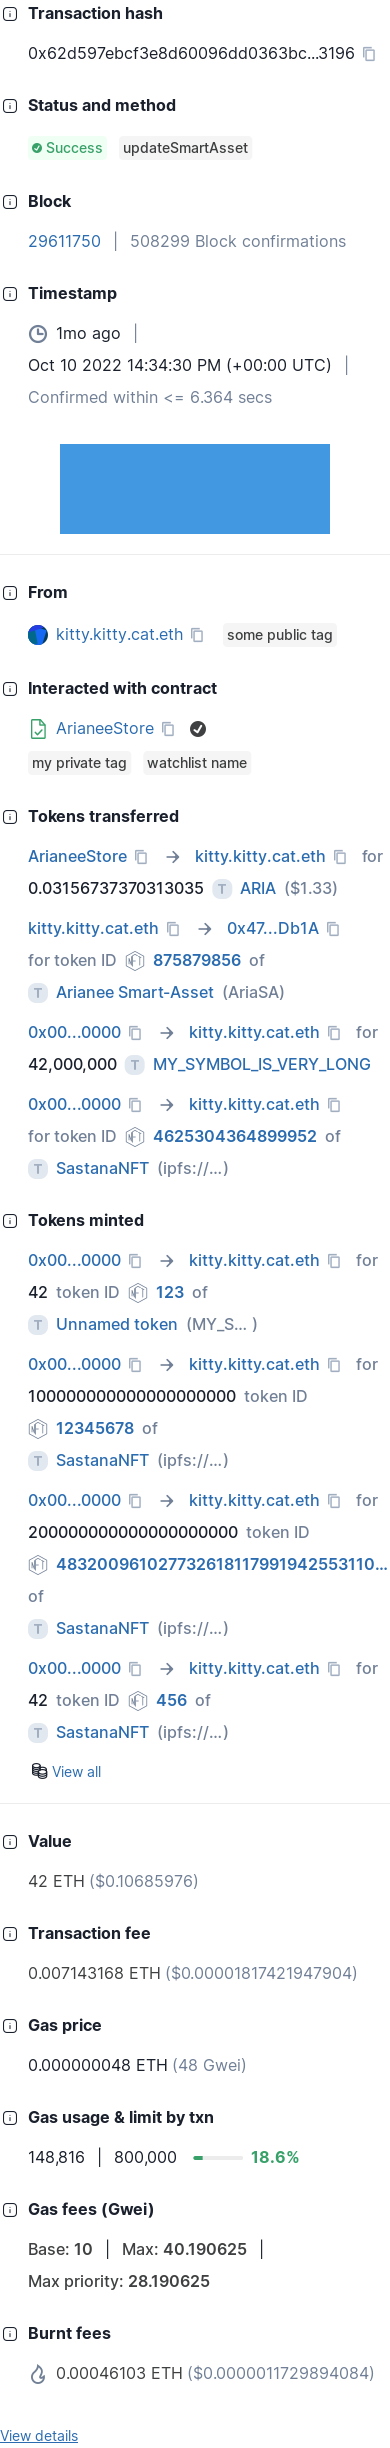 Transaction hash
0x62d597ebcf3e8d60096dd0363bc...3196
Status and method
Success updateSmartAsset
Block
29611750 | 508299 Block confirmations
Timestamp
1mo ago |
Oct 10 2022 14:34:30 PM (+00:00 UTC) |
Confirmed within <= 6.364 secs
From
kitty.kitty.cat.eth some public tag
Interacted with contract
ArianeeStore
my private tag watchlist name
Tokens transferred
ArianeeStore → kitty.kitty.cat.eth for
0.03156737370313035 T ARIA ($1.33)
kitty.kitty.cat.eth → 0x47...Db1A
for token ID 875879856 of
T Arianee Smart-Asset (AriaSA)
0x00...0000 → kitty.kitty.cat.eth for
42,000,000 T MY_SYMBOL_IS_VERY_LONG
0x00...0000 → kitty.kitty.cat.eth
for token ID 4625304364899952 of
T SastanaNFT (ipfs://...)
Tokens minted
0x00...0000 → kitty.kitty.cat.eth for
42 token ID 123 of
T Unnamed token (MY_S... )
0x00...0000 → kitty.kitty.cat.eth for
100000000000000000000 token ID
12345678 of
T SastanaNFT (ipfs://...)
0x00...0000 → kitty.kitty.cat.eth for
200000000000000000000 token ID
483200961027732618117991942553110...
of
T SastanaNFT (ipfs://...)
0x00...0000 → kitty.kitty.cat.eth for
42 token ID 456 of
T SastanaNFT (ipfs://...)
View all
Value
42 ETH ($0.10685976)
Transaction fee
0.007143168 ETH ($0.00001817421947904)
Gas price
0.000000048 ETH (48 Gwei)
Gas usage & limit by txn
148,816 | 800,000 18.6%
Gas fees (Gwei)
Base: 10 | Max: 40.190625 |
Max priority: 28.190625
Burnt fees
0.00046103 ETH ($0.0000011729894084)
View details